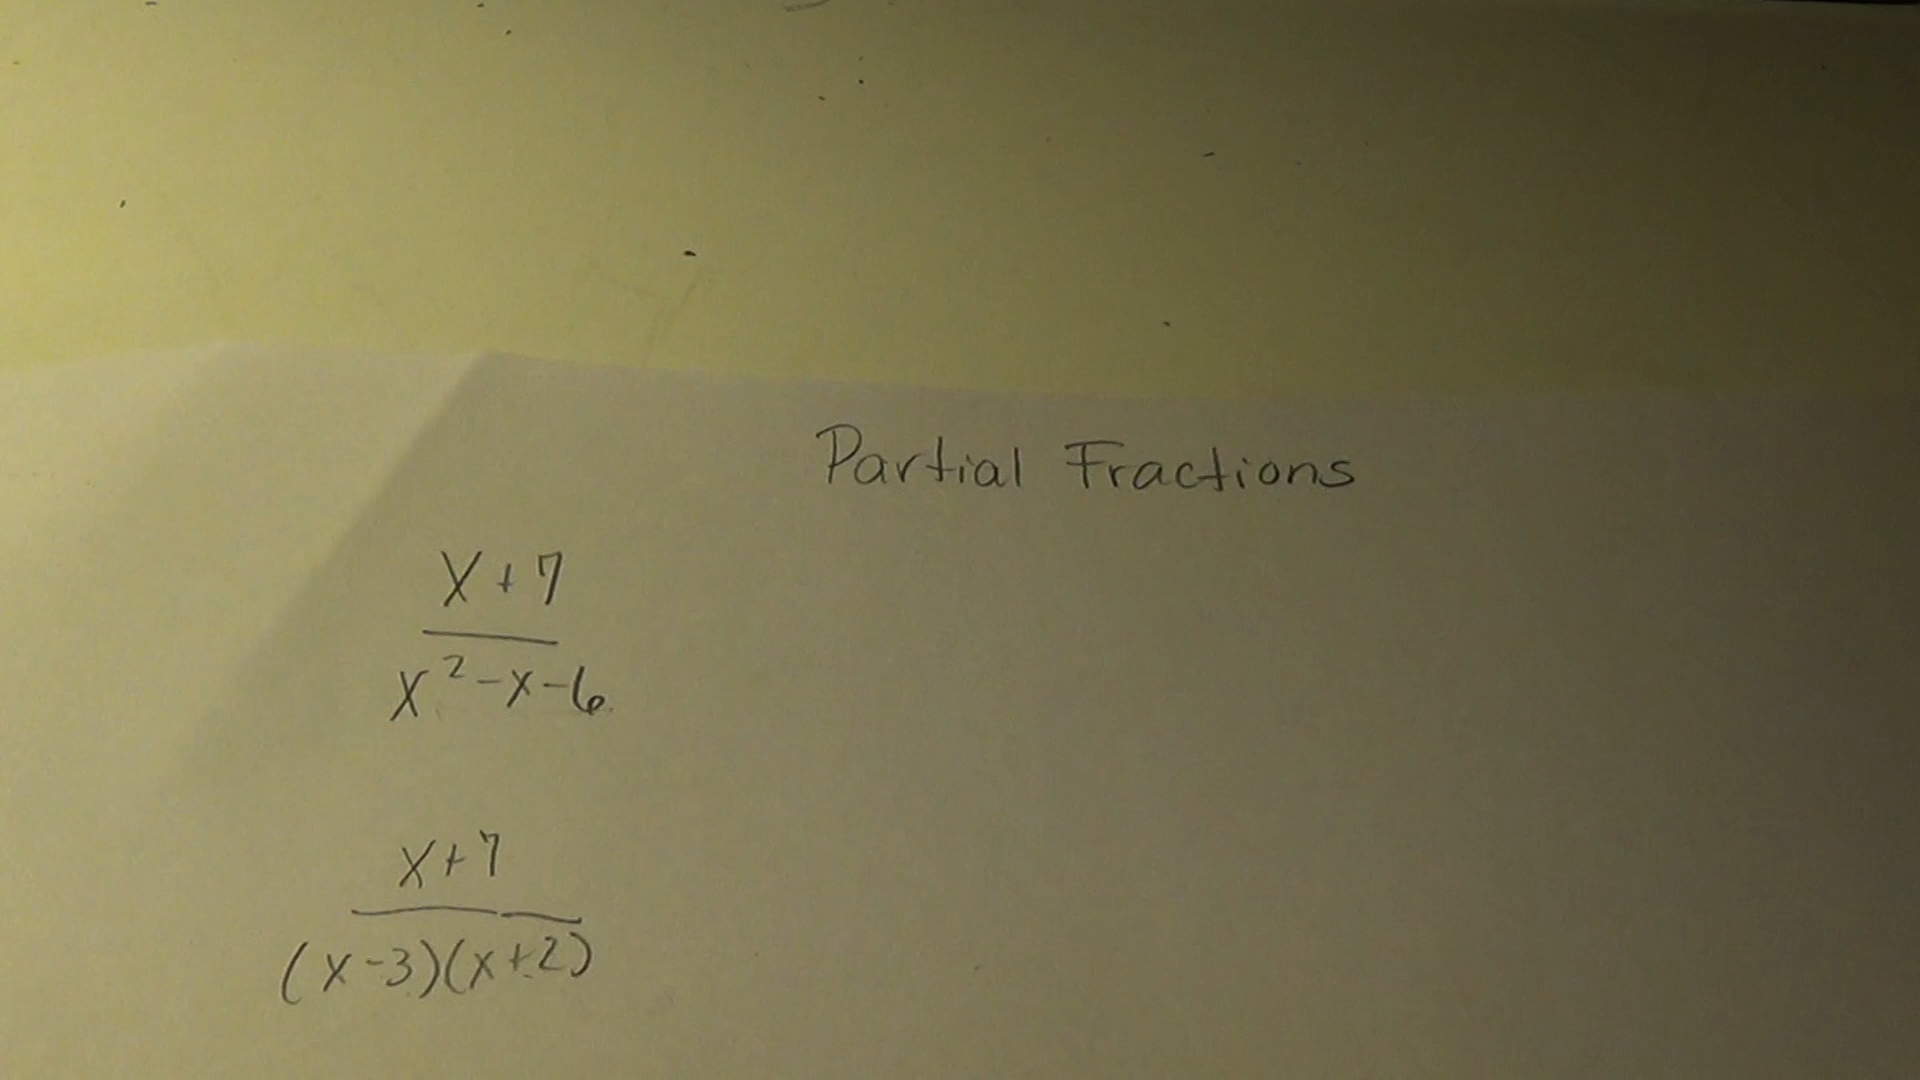 Partial Fractions
X + 7
x² - x - 6
x + 7
(x - 3)(x + 2)